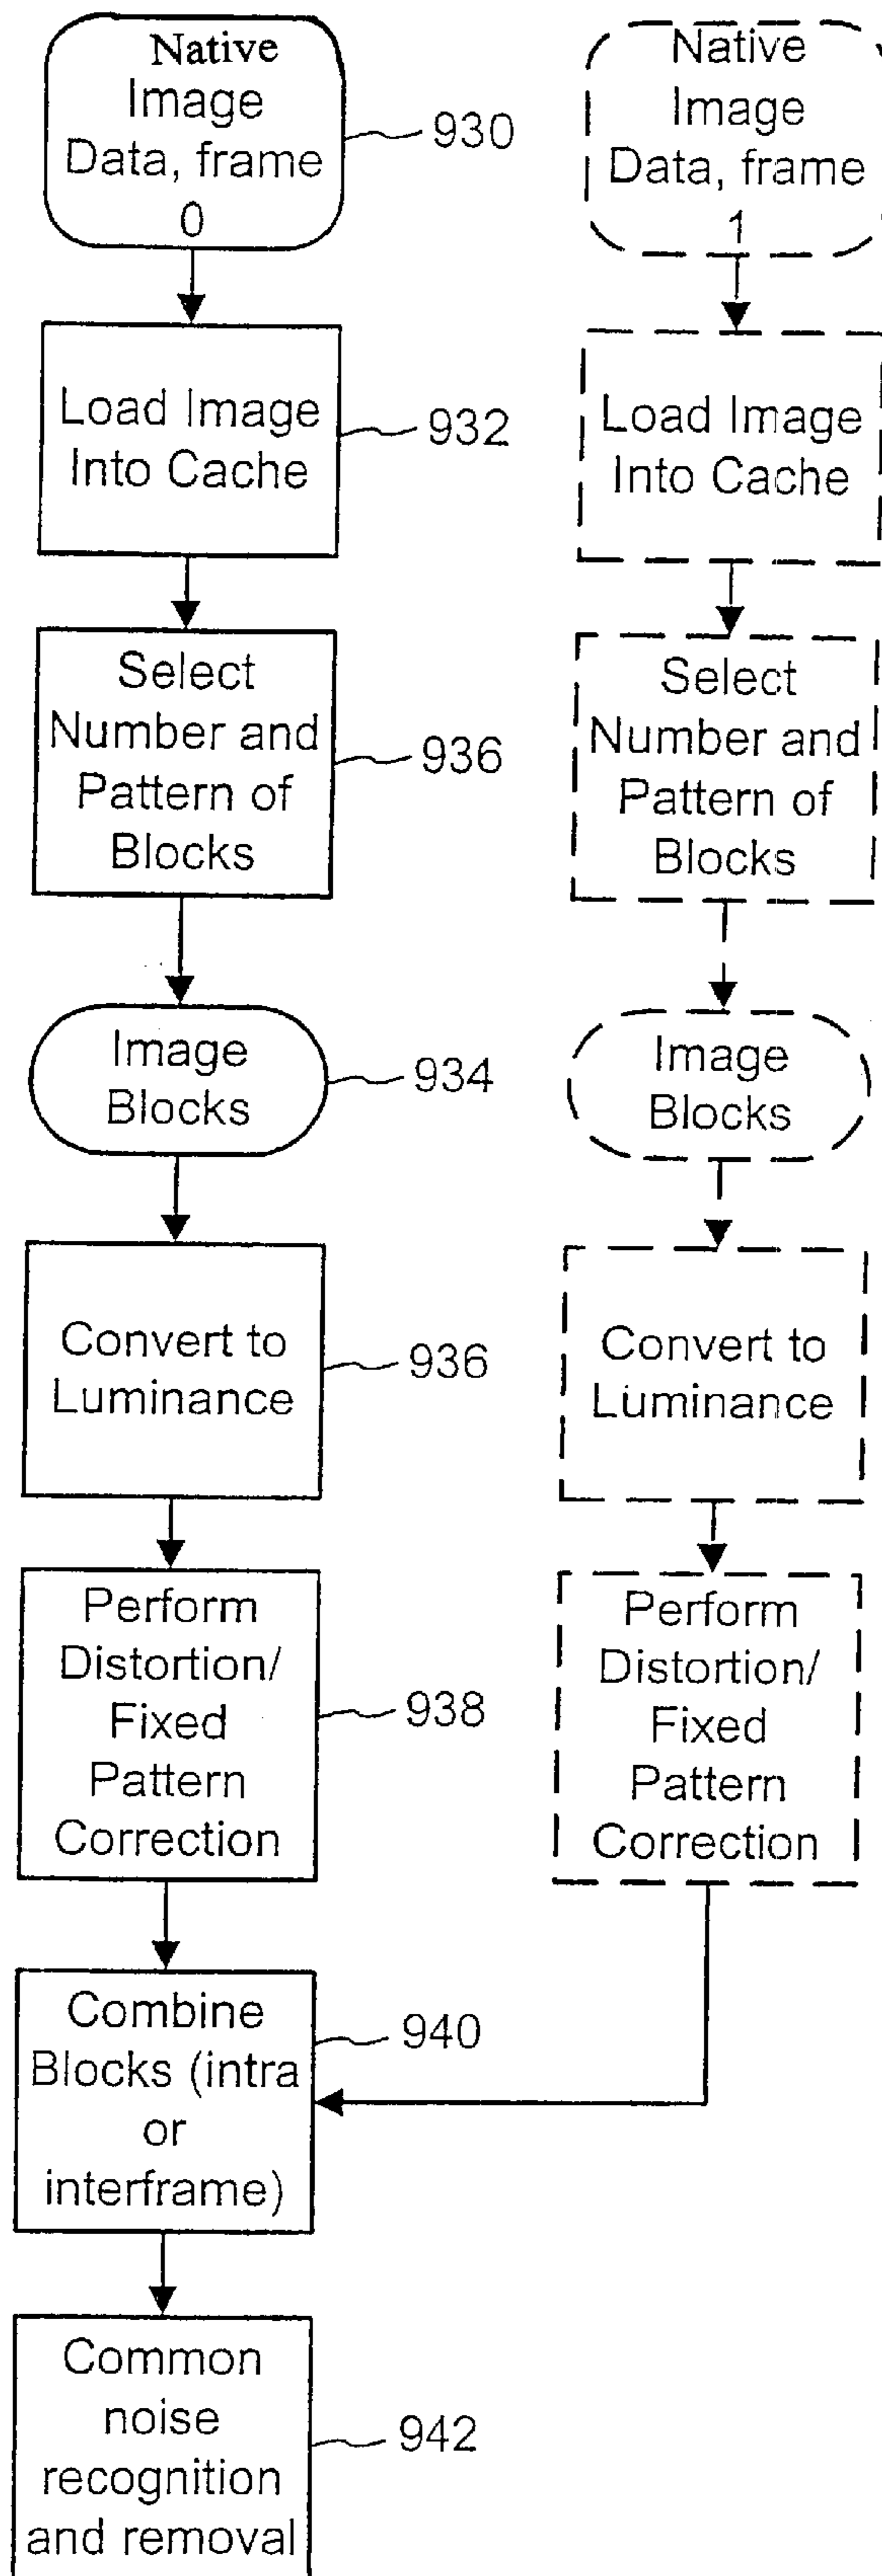 Native
Image
Data, frame
0
930
Load Image
Into Cache
932
Select
Number and
Pattern of
Blocks
936
Image
Blocks
934
Convert to
Luminance
936
Perform
Distortion/
Fixed
Pattern
Correction
938
Combine
Blocks (intra
or
interframe)
940
Common
noise
recognition
and removal
942
Native
Image
Data, frame
1
Load Image
Into Cache
Select
Number and
Pattern of
Blocks
Image
Blocks
Convert to
Luminance
Perform
Distortion/
Fixed
Pattern
Correction